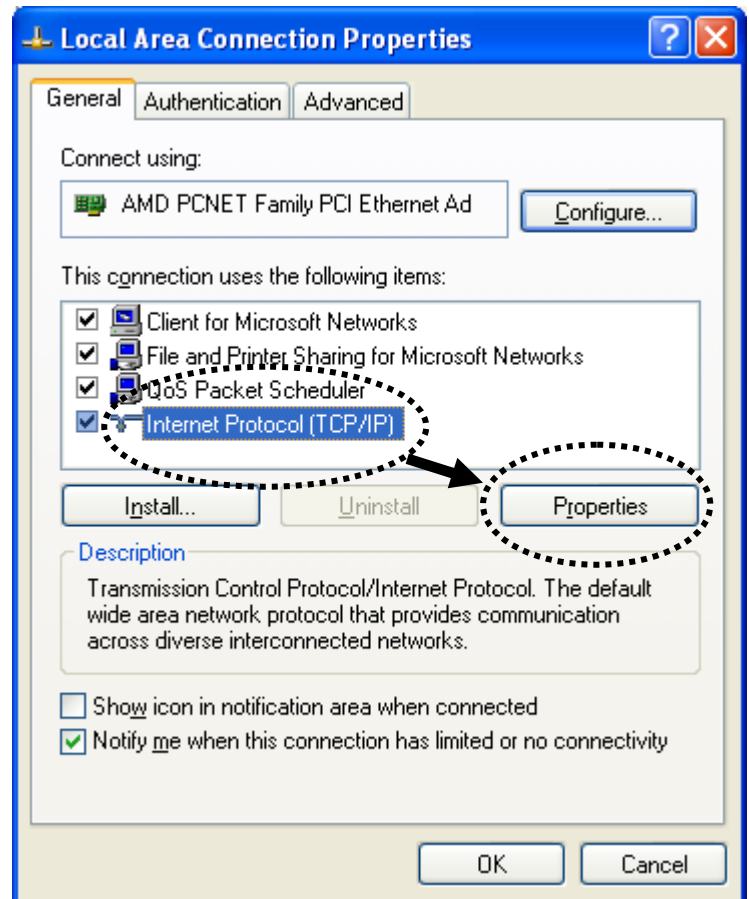 Local Area Connection Properties
General Authentication Advanced
Connect using:
AMD PCNET Family PCI Ethernet Ad
Configure...
This connection uses the following items:
Client for Microsoft Networks
File and Printer Sharing for Microsoft Networks
QoS Packet Scheduler
Internet Protocol (TCP/IP)
Install... Uninstall Properties
Description
Transmission Control Protocol/Internet Protocol. The default
wide area network protocol that provides communication
across diverse interconnected networks.
Show icon in notification area when connected
Notify me when this connection has limited or no connectivity
OK Cancel